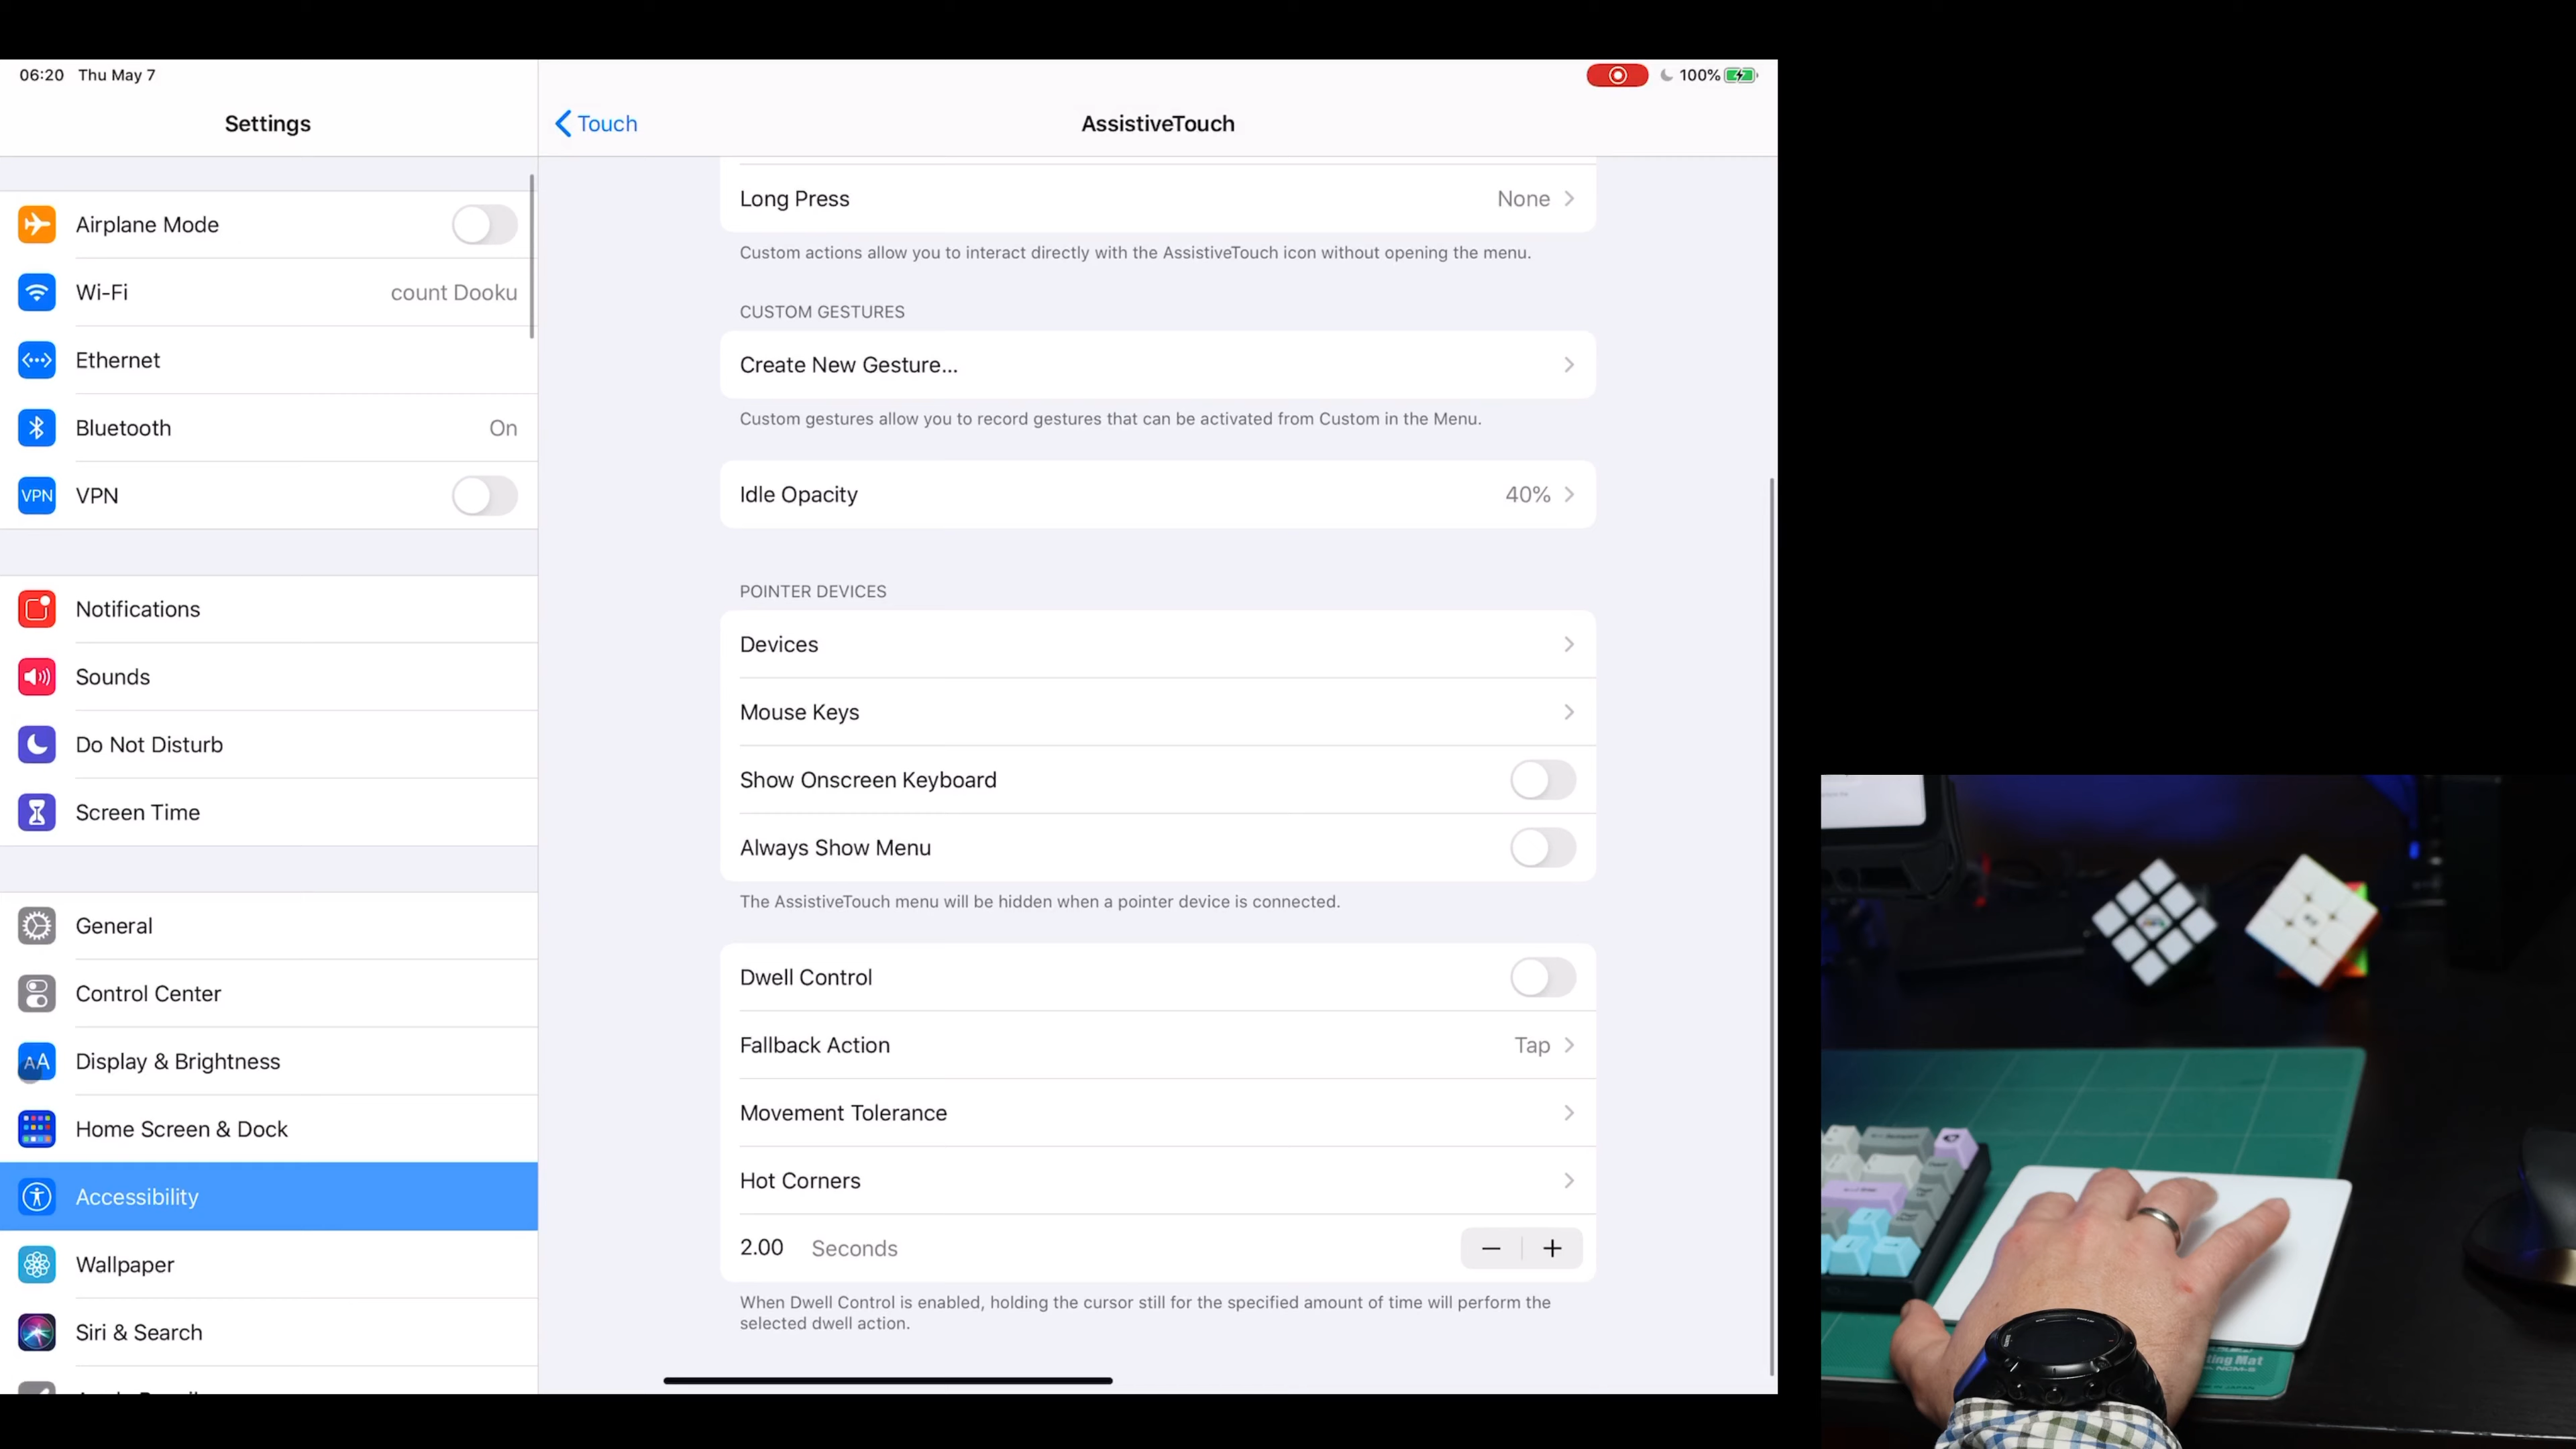 06:20 Thu May 7
100%
Settings
Touch
AssistiveTouch
Airplane Mode
Wi-Fi
count Dooku
Ethernet
Bluetooth
On
VPN
VPN
Notifications
Sounds
Do Not Disturb
Screen Time
General
Control Center
AA
Display & Brightness
Home Screen & Dock
Accessibility
Wallpaper
Siri & Search
Long Press
None
Custom actions allow you to interact directly with the AssistiveTouch icon without opening the menu.
CUSTOM GESTURES
Create New Gesture...
Custom gestures allow you to record gestures that can be activated from Custom in the Menu.
Idle Opacity
40%
POINTER DEVICES
Devices
Mouse Keys
Show Onscreen Keyboard
Always Show Menu
The AssistiveTouch menu will be hidden when a pointer device is connected.
Dwell Control
Fallback Action
Tap
Movement Tolerance
Hot Corners
2.00 Seconds
When Dwell Control is enabled, holding the cursor still for the specified amount of time will perform the
selected dwell action.